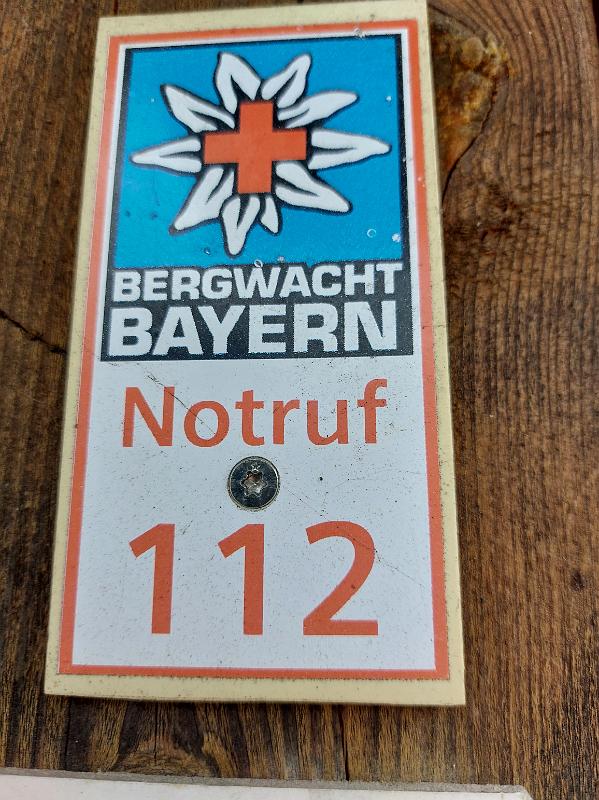 BERGWACHT
BAYERN
Notruf
112